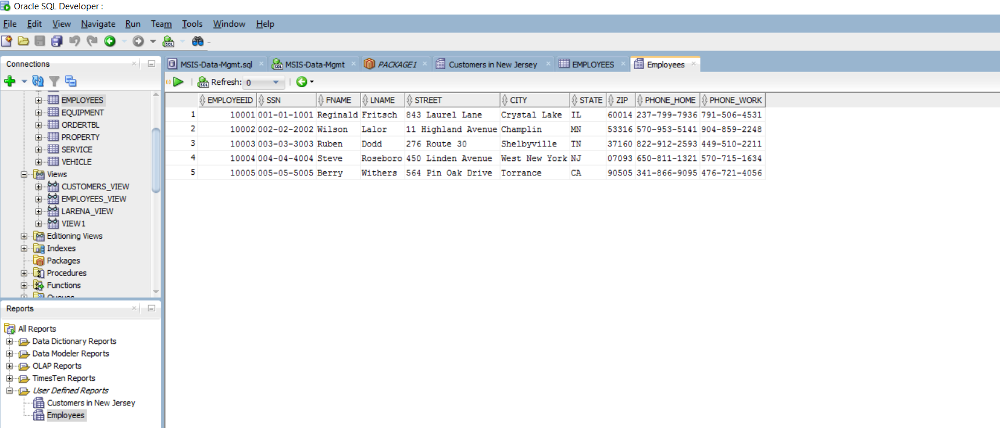 Oracle SQL Developer :
File Edit View Navigate Run Team Tools Window Help
Connections
MSIS-Data-Mgmt.sql MSIS-Data-Mgmt PACKAGE1 Customers in New Jersey EMPLOYEES Employees
SQL Refresh: 0
EMPLOYEES
EQUIPMENT
ORDERTBL
PROPERTY
SERVICE
VEHICLE
Views
CUSTOMERS_VIEW
EMPLOYEES_VIEW
LARENA_VIEW
VIEW1
Editioning Views
Indexes
Packages
Procedures
Functions
Queues
EMPLOYEEID SSN FNAME LNAME STREET CITY STATE ZIP PHONE_HOME PHONE_WORK
1 10001 001-01-1001 Reginald Fritsch 843 Laurel Lane Crystal Lake IL 60014 237-799-7936 791-506-4531
2 10002 002-02-2002 Wilson Lalor 11 Highland Avenue Champlin MN 53316 570-953-5141 904-859-2248
3 10003 003-03-3003 Ruben Dodd 276 Route 30 Shelbyville TN 37160 822-912-2593 449-510-2211
4 10004 004-04-4004 Steve Roseboro 450 Linden Avenue West New York NJ 07093 650-811-1321 570-715-1634
5 10005 005-05-5005 Berry Withers 564 Pin Oak Drive Torrance CA 90505 341-866-9095 476-721-4056
Reports
All Reports
Data Dictionary Reports
Data Modeler Reports
OLAP Reports
TimesTen Reports
User Defined Reports
Customers in New Jersey
Employees